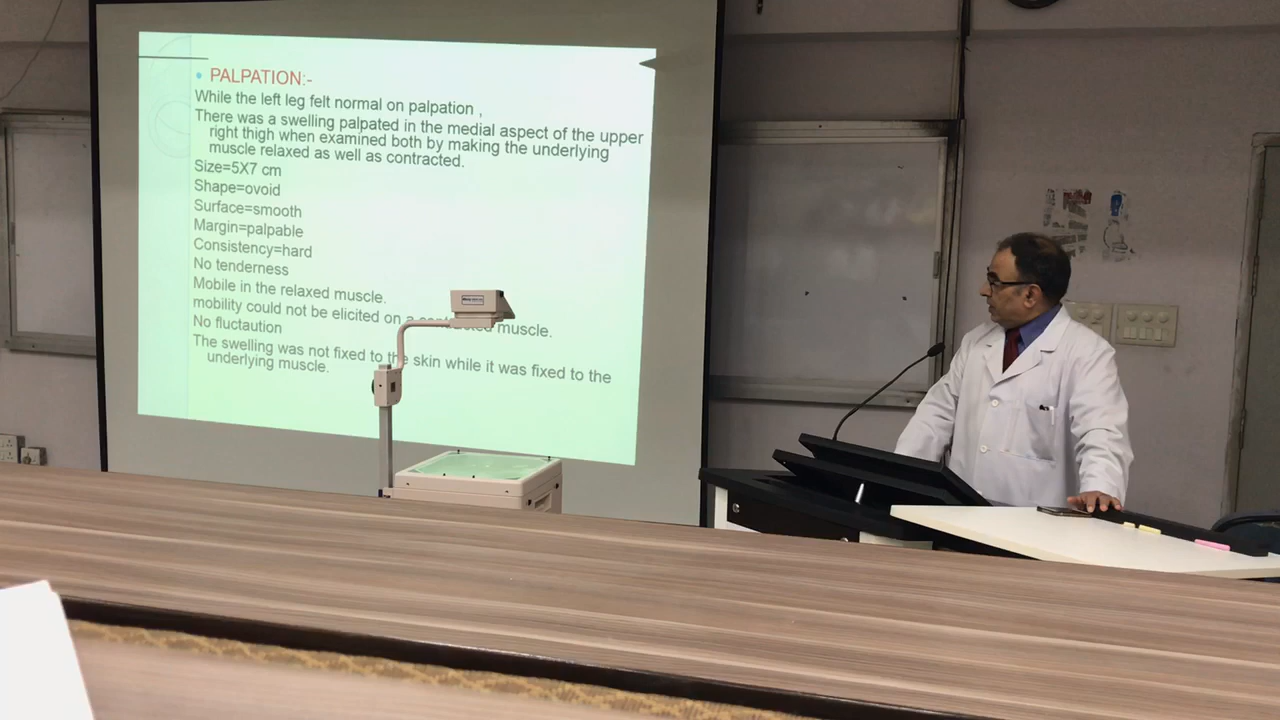 PALPATION:-
While the left leg felt normal on palpation ,
There was a swelling palpated in the medial aspect of the upper
right thigh when examined both by making the underlying
muscle relaxed as well as contracted.
Size=5X7 cm
Shape=ovoid
Surface=smooth
Margin=palpable
Consistency=hard
No tenderness
Mobile in the relaxed muscle.
mobility could not be elicited on a contracted muscle.
No fluctaution
The swelling was not fixed to the skin while it was fixed to the
underlying muscle.